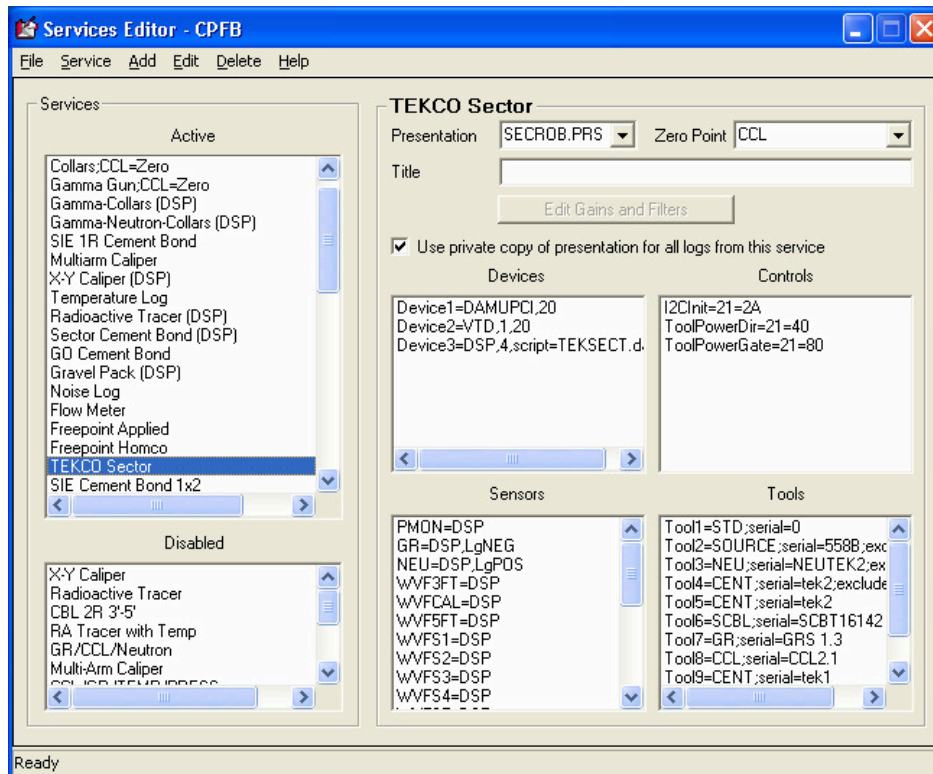 Services Editor - CPFB
File Service Add Edit Delete Help
Services
Active
Collars;CCL=Zero
Gamma Gun;CCL=Zero
Gamma-Collars (DSP)
Gamma-Neutron-Collars (DSP)
SIE 1R Cement Bond
Multiarm Caliper
X-Y Caliper (DSP)
Temperature Log
Radioactive Tracer (DSP)
Sector Cement Bond (DSP)
GO Cement Bond
Gravel Pack (DSP)
Noise Log
Flow Meter
Freepoint Applied
Freepoint Homco
TEKCO Sector
SIE Cement Bond 1x2
Disabled
X-Y Caliper
Radioactive Tracer
CBL 2R 3'-5'
RA Tracer with Temp
GR/CCL/Neutron
Multi-Arm Caliper
TEKCO Sector
Presentation SECROB.PRS Zero Point CCL
Title
Edit Gains and Filters
Use private copy of presentation for all logs from this service
Devices
Device1=DAMUPCI,20
Device2=VTD,1,20
Device3=DSP,4,script=TEKSECT.d
Controls
I2CInit=21=2A
ToolPowerDir=21=40
ToolPowerGate=21=80
Sensors
PMON=DSP
GR=DSP,LgNEG
NEU=DSP,LgPOS
WVF3FT=DSP
WVFCAL=DSP
WVF5FT=DSP
WVFS1=DSP
WVFS2=DSP
WVFS3=DSP
WVFS4=DSP
Tools
Tool1=STD;serial=0
Tool2=SOURCE;serial=558B;exc
Tool3=NEU;serial=NEUTEK2;ex
Tool4=CENT;serial=tek2;exclude
Tool5=CENT;serial=tek2
Tool6=SCBL;serial=SCBT16142
Tool7=GR;serial=GRS 1.3
Tool8=CCL;serial=CCL2.1
Tool9=CENT;serial=tek1
Ready